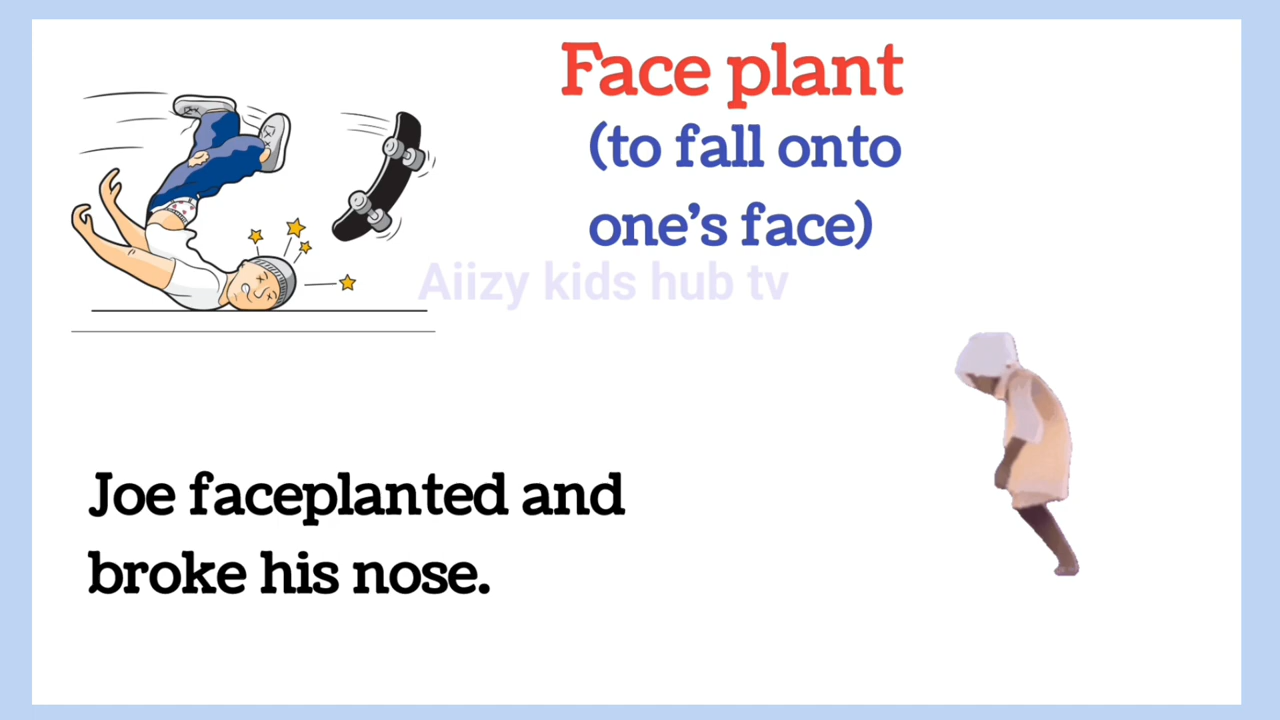 Face plant
(to fall onto
one's face)
Aiizy kids hub tv
Joe faceplanted and
broke his nose.